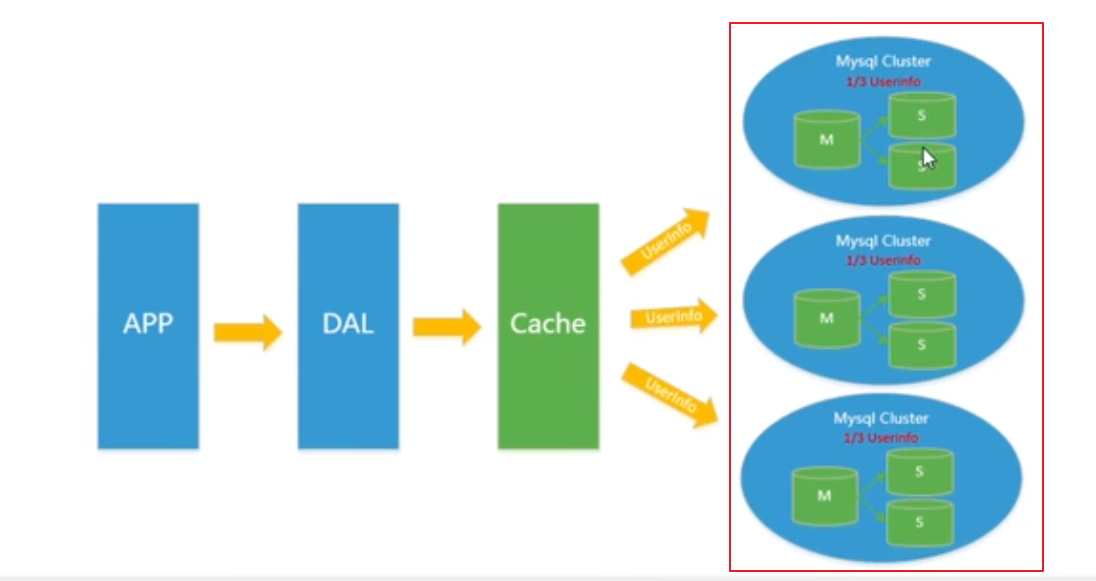 APP
DAL
Cache
UserInfo
UserInfo
UserInfo
Mysql Cluster
1/3 Userinfo
M
S
S
Mysql Cluster
1/3 Userinfo
M
S
S
Mysql Cluster
1/3 Userinfo
M
S
S